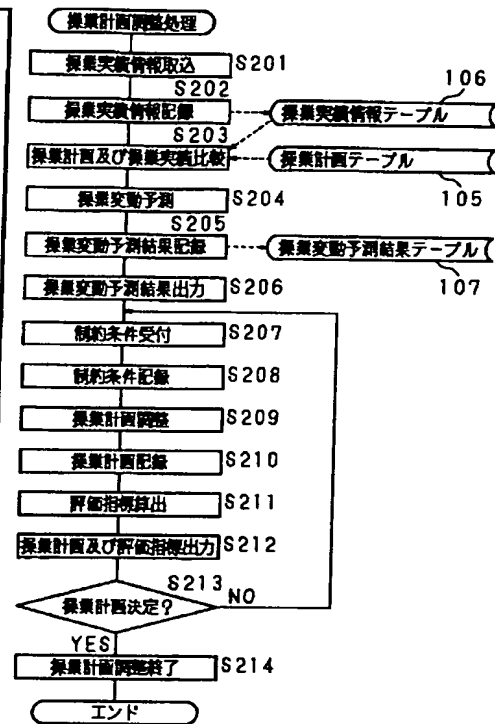 操業計画調整処理
操業実績情報取込 S201
S202
106
操業実績情報記録
操業実績情報テーブル
S203
操業計画及び操業実績比較
操業計画テーブル
操業変動予測 S204
105
S205
操業変動予測結果記録
操業変動予測結果テーブル
操業変動予測結果出力 S206
107
制約条件受付 S207
制約条件記録 S208
操業計画調整 S209
操業計画記録 S210
評価指標算出 S211
操業計画及び評価指標出力 S212
S213
操業計画決定? NO
YES
操業計画調整終了 S214
エンド